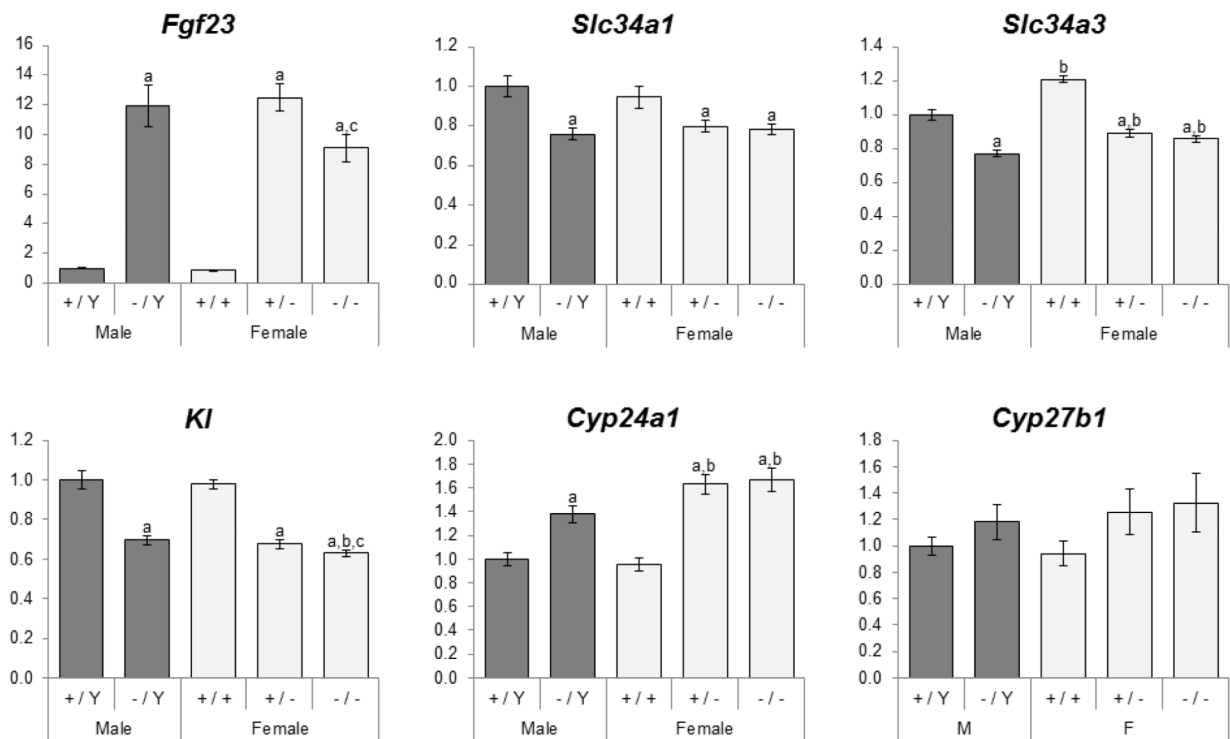 Fgf23
16
14
12
10
8
6
4
2
0
a
a
a,c
+ / Y
- / Y
+ / +
+ / -
- / -
Male
Female
Slc34a1
1.2
1.0
0.8
0.6
0.4
0.2
0.0
a
a
a
+ / Y
- / Y
+ / +
+ / -
- / -
Male
Female
Slc34a3
1.4
1.2
1.0
0.8
0.6
0.4
0.2
0.0
a
b
a,b
a,b
+ / Y
- / Y
+ / +
+ / -
- / -
Male
Female
Kl
1.2
1.0
0.8
0.6
0.4
0.2
0.0
a
a
a,b,c
+ / Y
- / Y
+ / +
+ / -
- / -
Male
Female
Cyp24a1
2.0
1.8
1.6
1.4
1.2
1.0
0.8
0.6
0.4
0.2
0.0
a
a,b
a,b
+ / Y
- / Y
+ / +
+ / -
- / -
Male
Female
Cyp27b1
1.8
1.6
1.4
1.2
1.0
0.8
0.6
0.4
0.2
0.0
+ / Y
- / Y
+ / +
+ / -
- / -
M
F